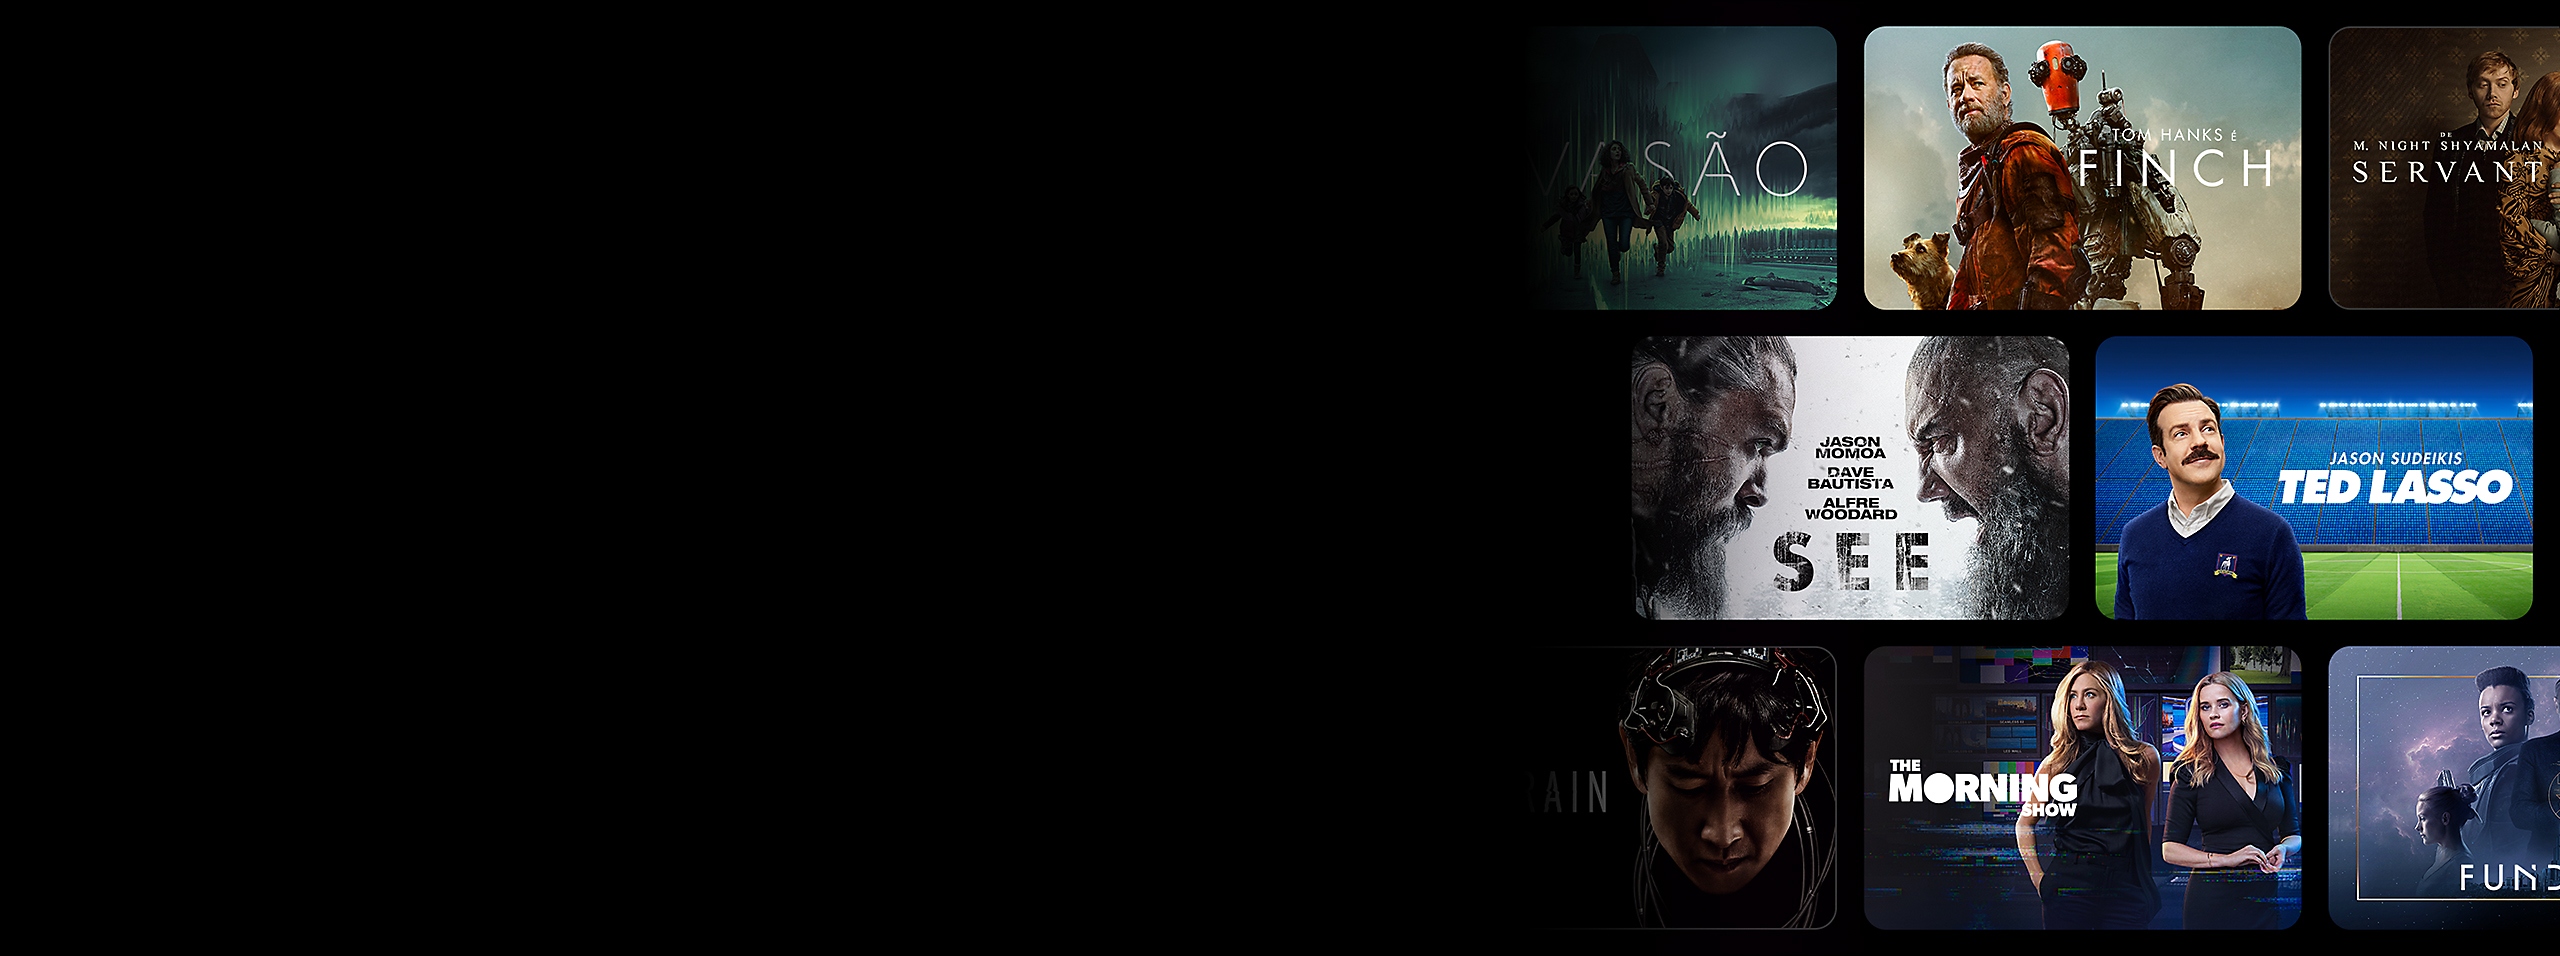 VASÃO
TOM HANKS É
FINCH
DE
M. NIGHT SHYAMALAN
SERVANT
JASON
MOMOA
DAVE
BAUTISTA
ALFRE
WOODARD
SEE
JASON SUDEIKIS
TED LASSO
RAIN
THE
MORNING
SHOW
FUND